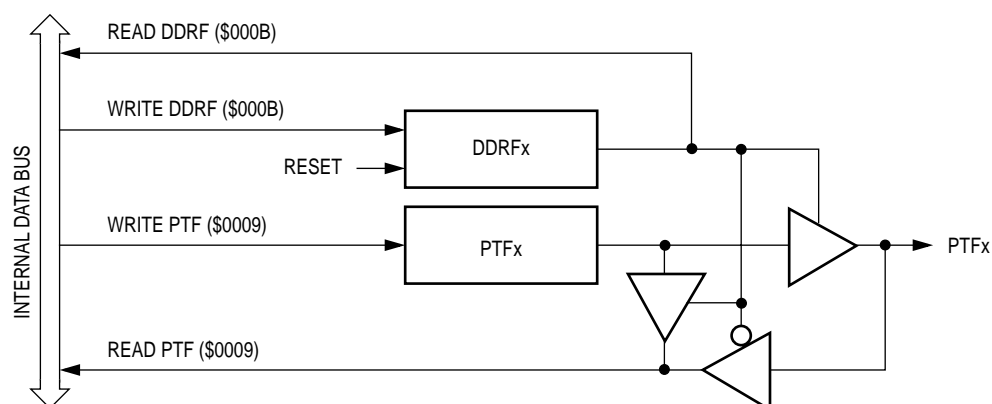 READ DDRF ($000B)
WRITE DDRF ($000B)
DDRFx
RESET
WRITE PTF ($0009)
PTFx
PTFx
READ PTF ($0009)
INTERNAL DATA BUS